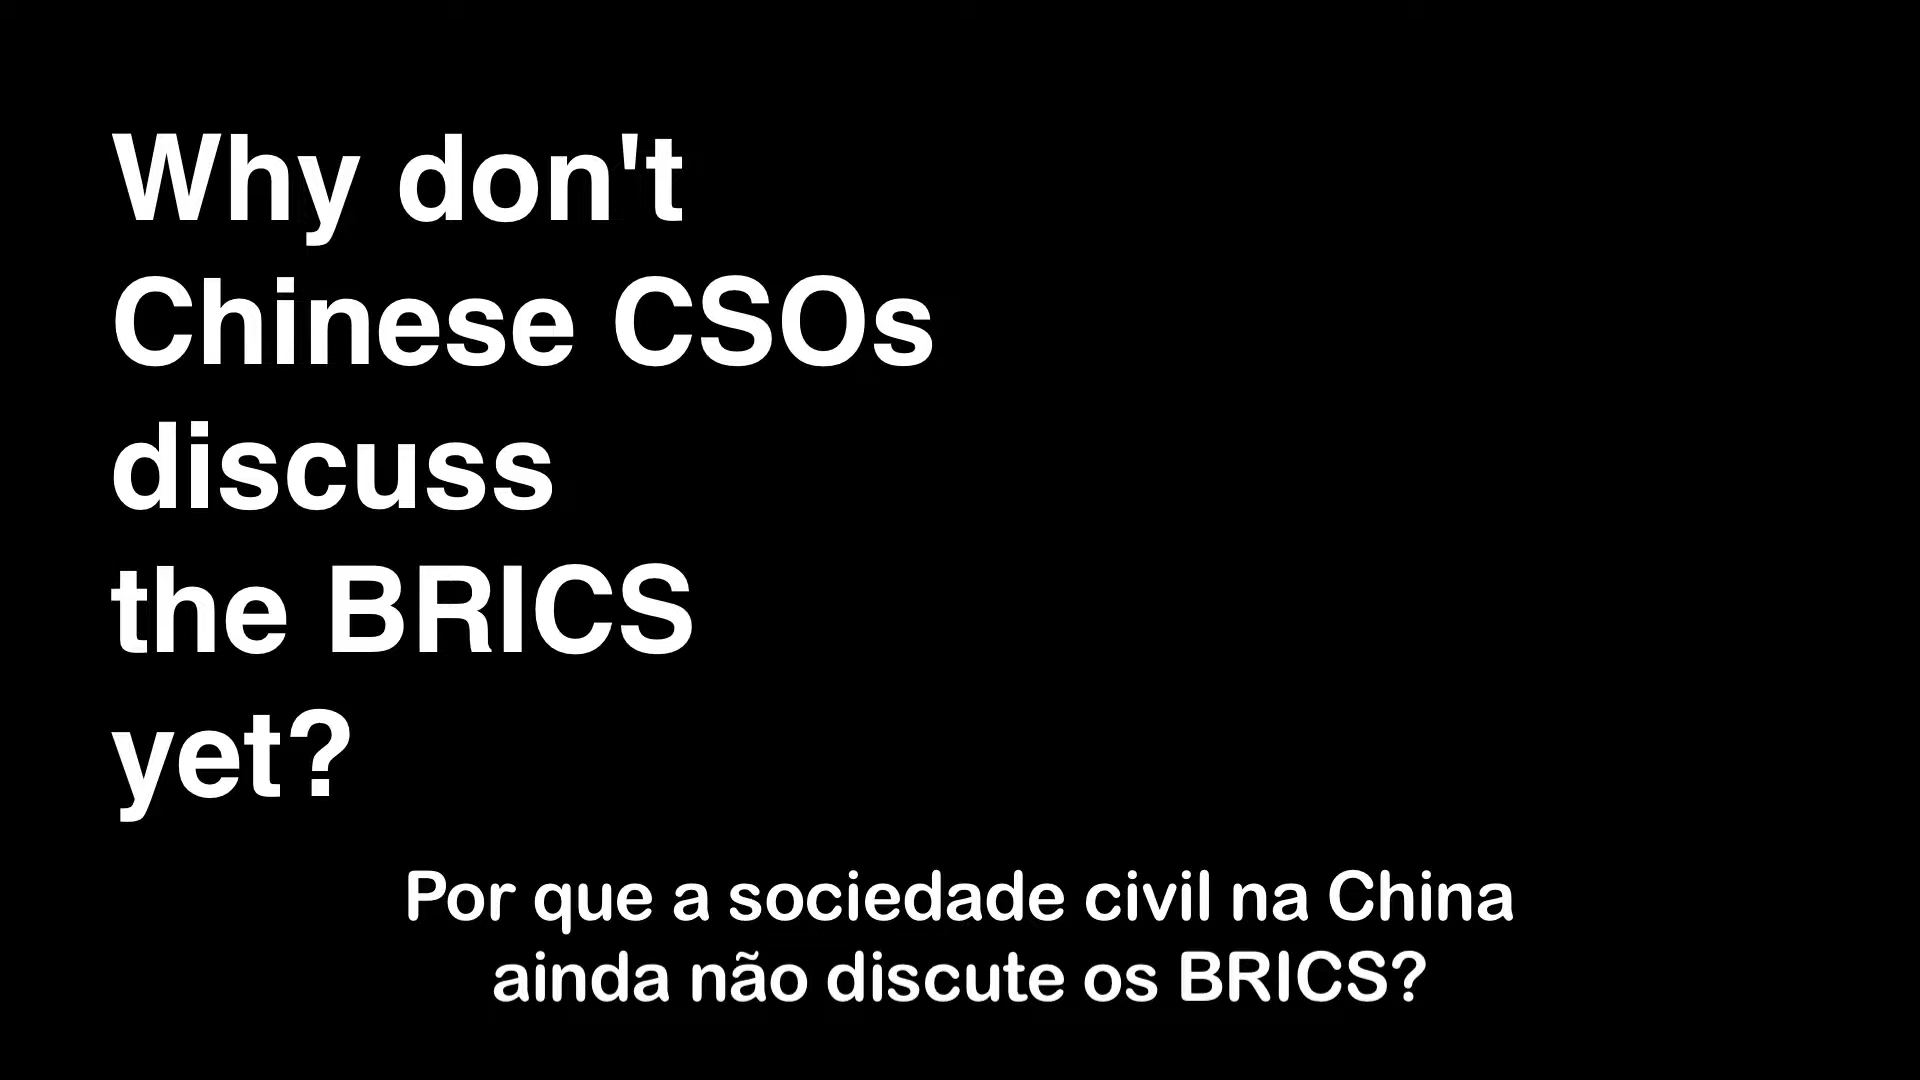 Why don't
Chinese CSOs
discuss
the BRICS
yet?
Por que a sociedade civil na China
ainda não discute os BRICS?